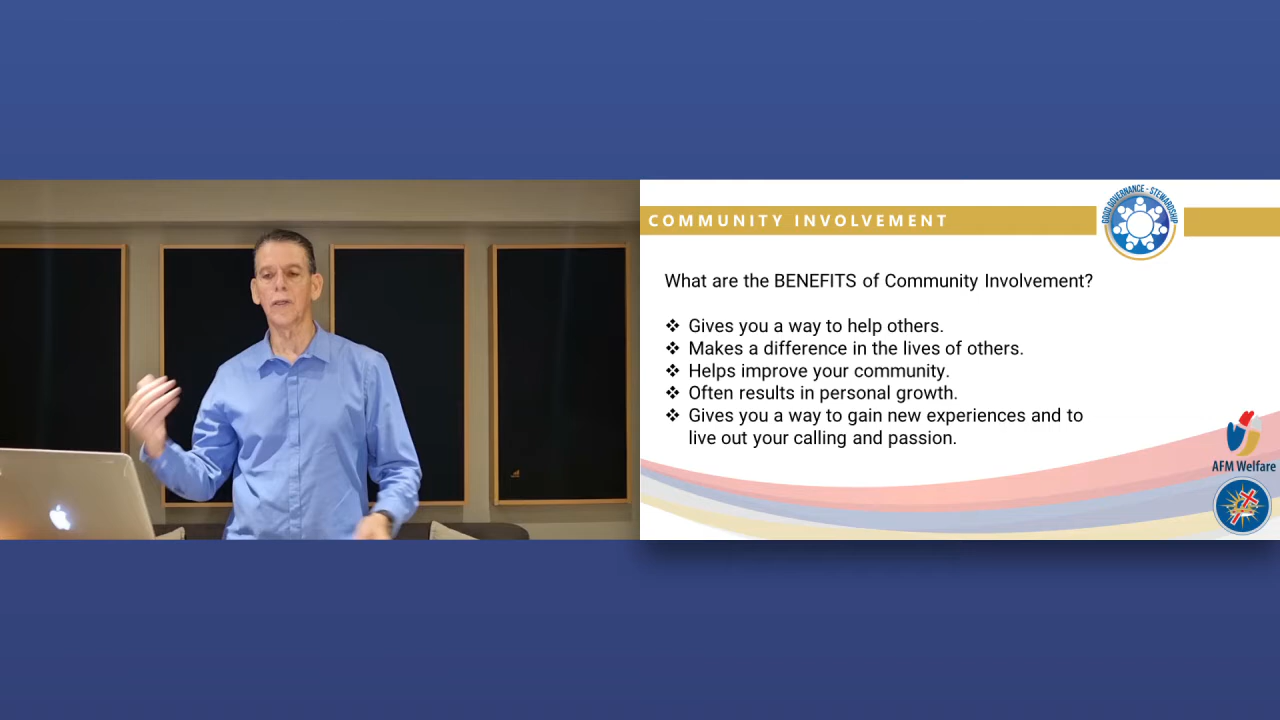 COMMUNITY INVOLVEMENT
GOOD GOVERNANCE - STEWARDSHIP
What are the BENEFITS of Community Involvement?
❖ Gives you a way to help others.
❖ Makes a difference in the lives of others.
❖ Helps improve your community.
❖ Often results in personal growth.
❖ Gives you a way to gain new experiences and to
live out your calling and passion.
AFM Welfare